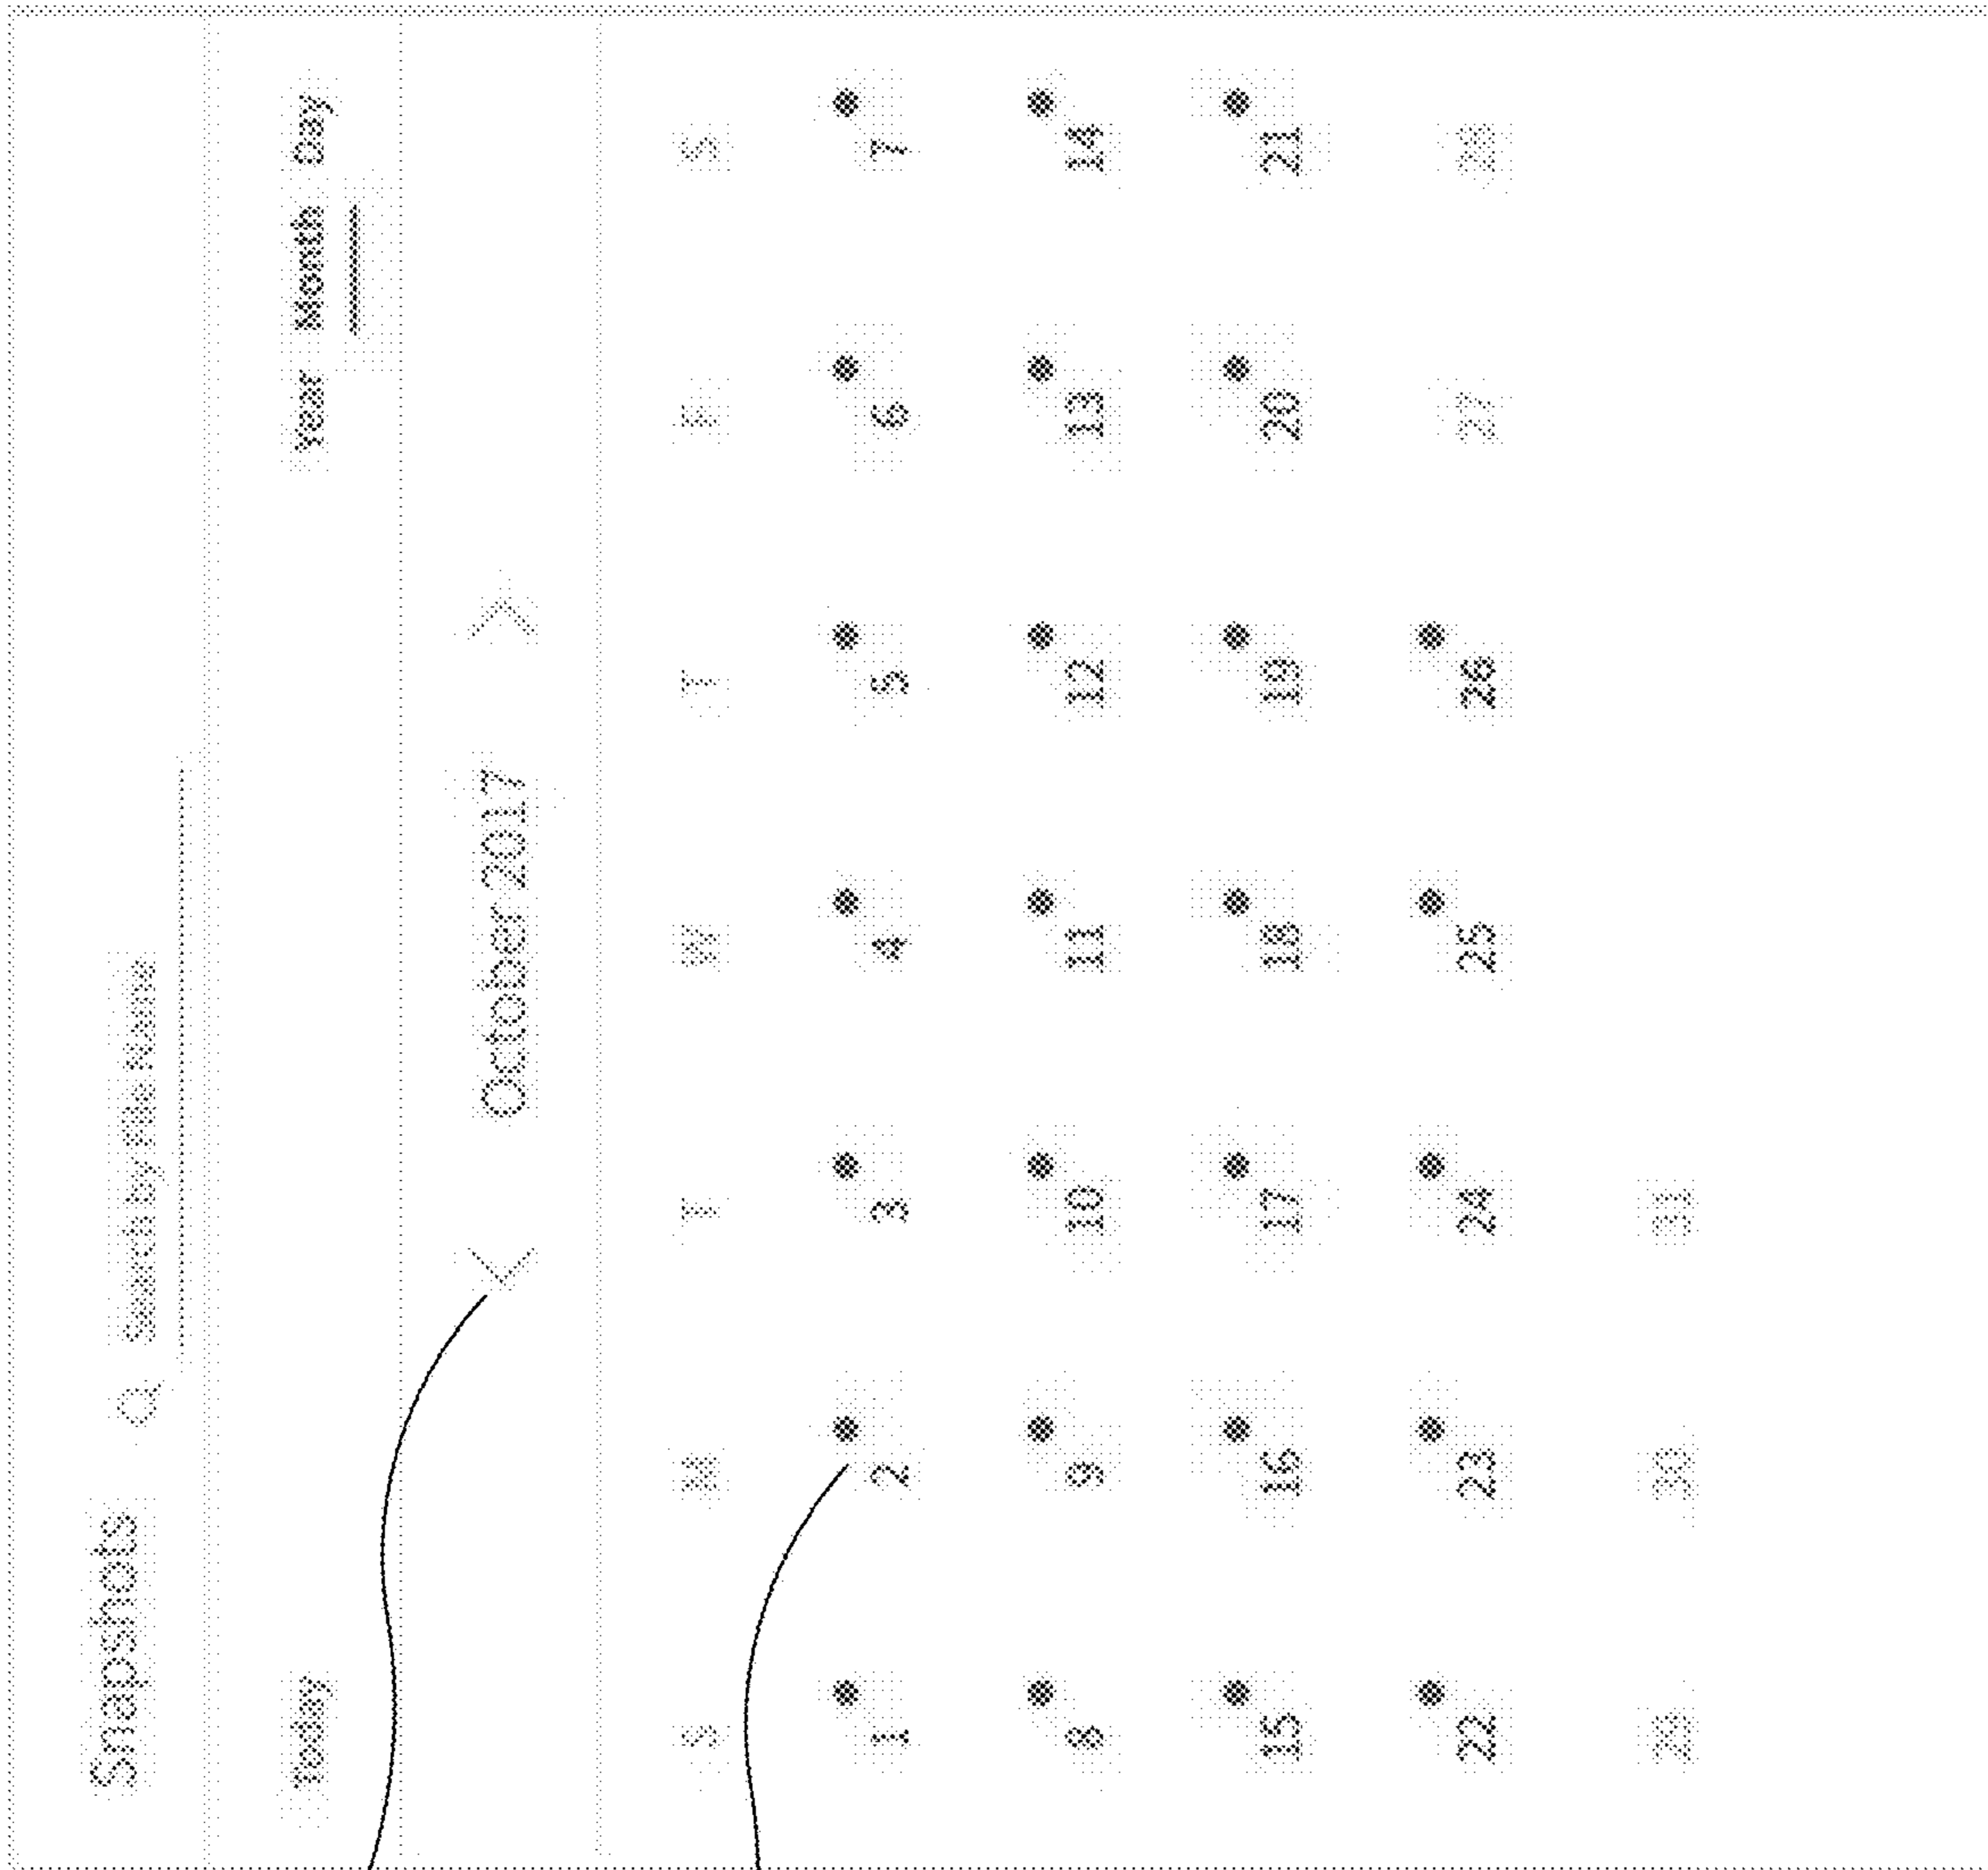 Snapshots Search by file name
Today Year Month Day
October 2017
S M T W T F S
1 2 3 4 5 6 7
8 9 10 11 12 13 14
15 16 17 18 19 20 21
22 23 24 25 26 27 28
29 30 31